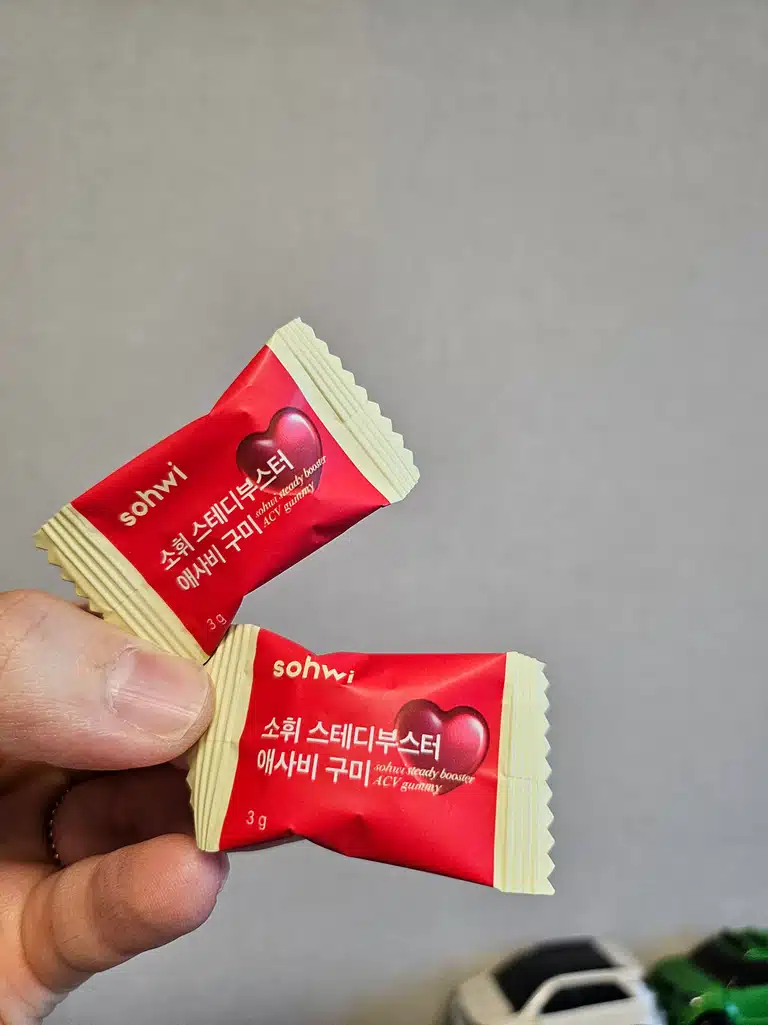 sohwi
소휘 스테디부스터
애사비 구미
sohwi steady booster
ACV gummy
3 g
sohwi
소휘 스테디부스터
애사비 구미
sohwi steady booster
ACV gummy
3 g